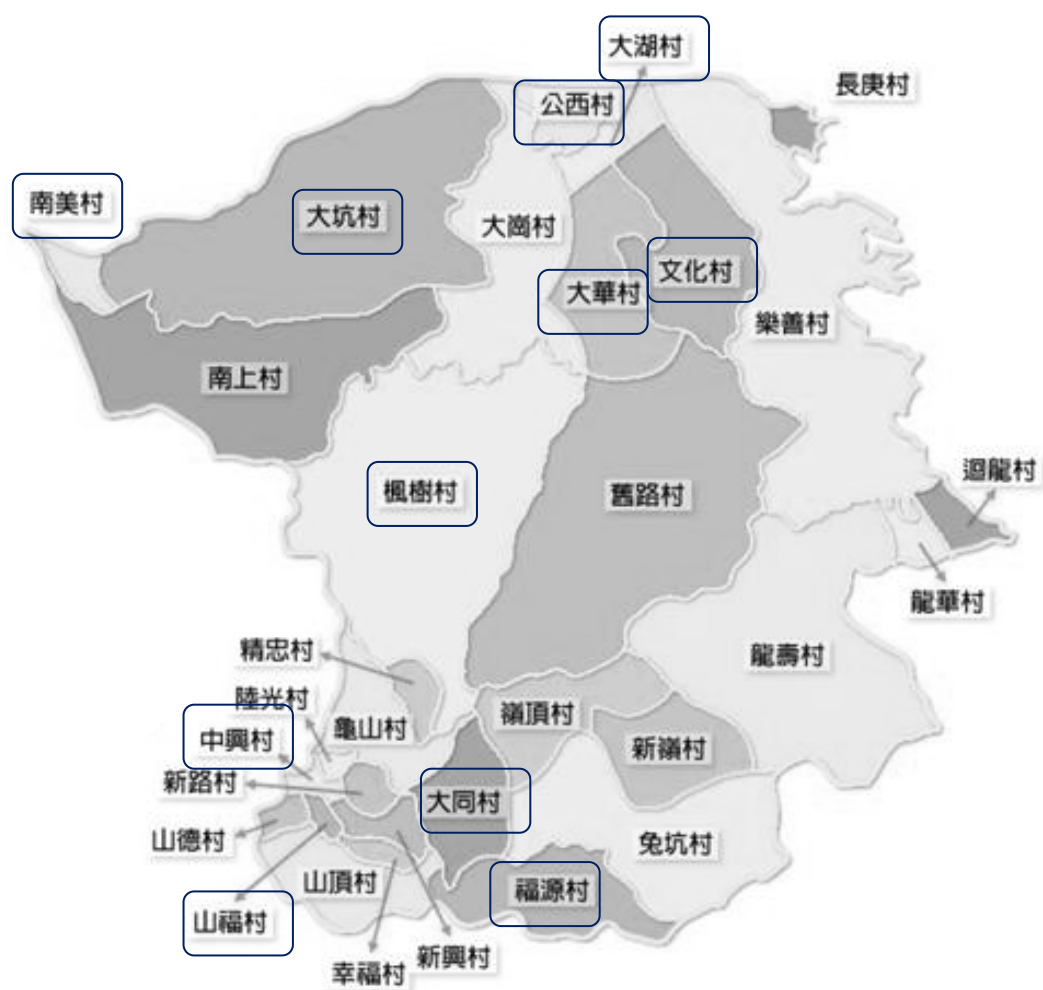 大湖村
長庚村
公西村
南美村
大坑村
大崗村
文化村
大華村
樂善村
南上村
迴龍村
楓樹村
舊路村
龍華村
精忠村
龍壽村
陸光村
嶺頂村
龜山村
中興村
新嶺村
新路村
大同村
山德村
兔坑村
山頂村
福源村
山福村
新興村
幸福村